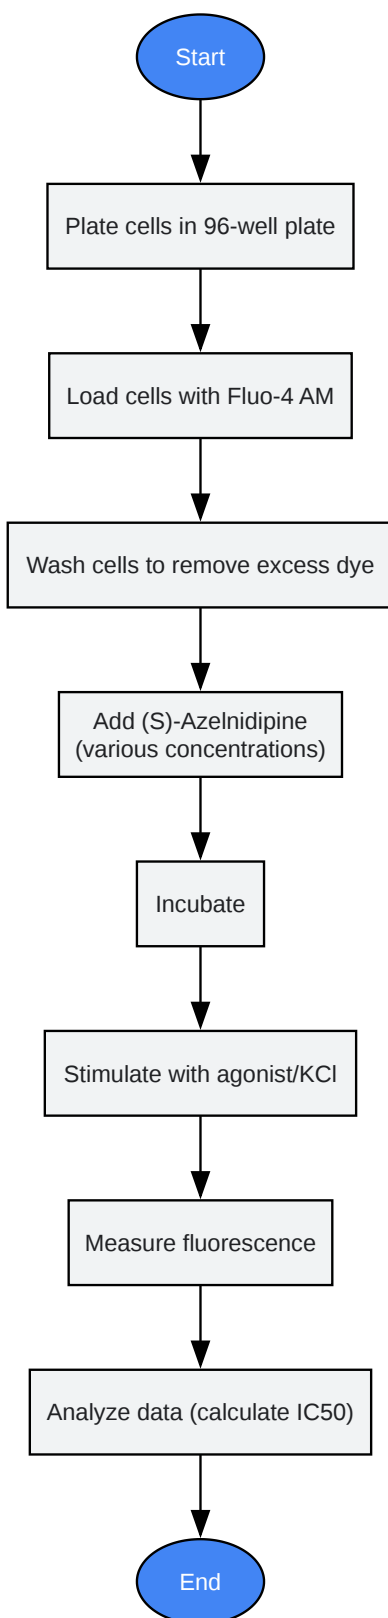 Start
Plate cells in 96-well plate
Load cells with Fluo-4 AM
Wash cells to remove excess dye
Add (S)-Azelnidipine
(various concentrations)
Incubate
Stimulate with agonist/KCl
Measure fluorescence
Analyze data (calculate IC50)
End